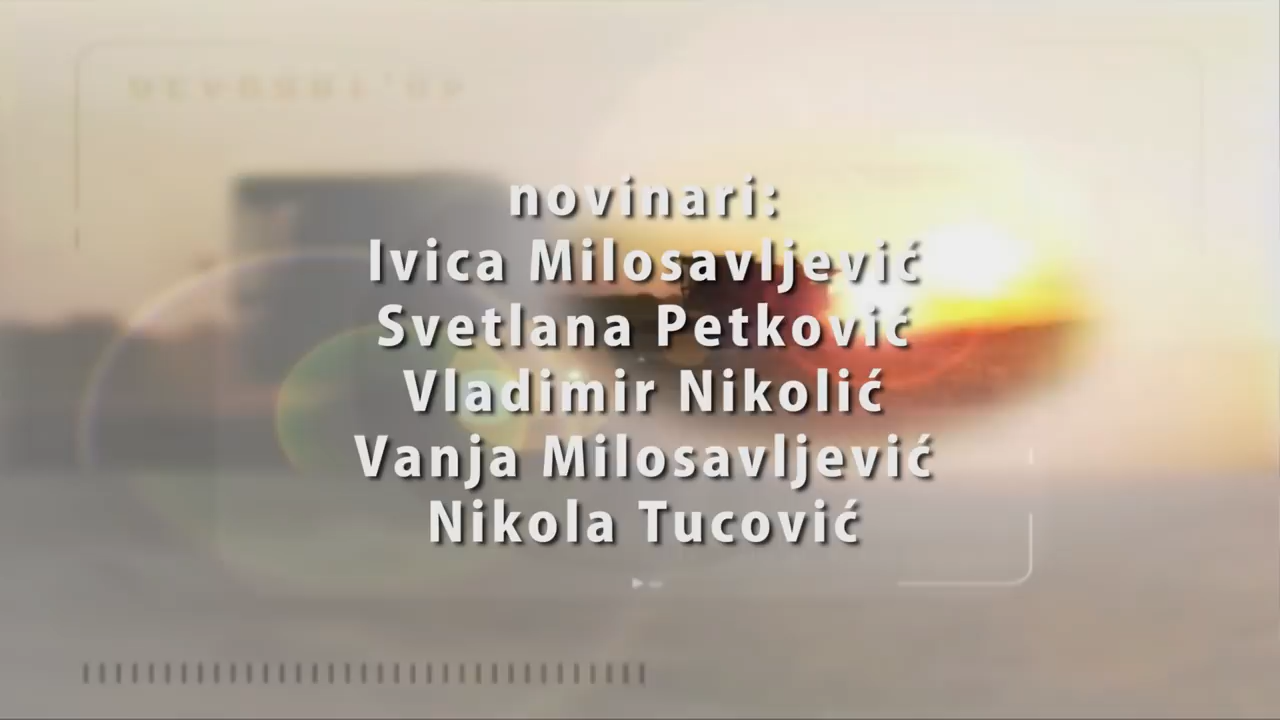 novinari:
Ivica Milosavljević
Svetlana Petković
Vladimir Nikolić
Vanja Milosavljević
Nikola Tucović